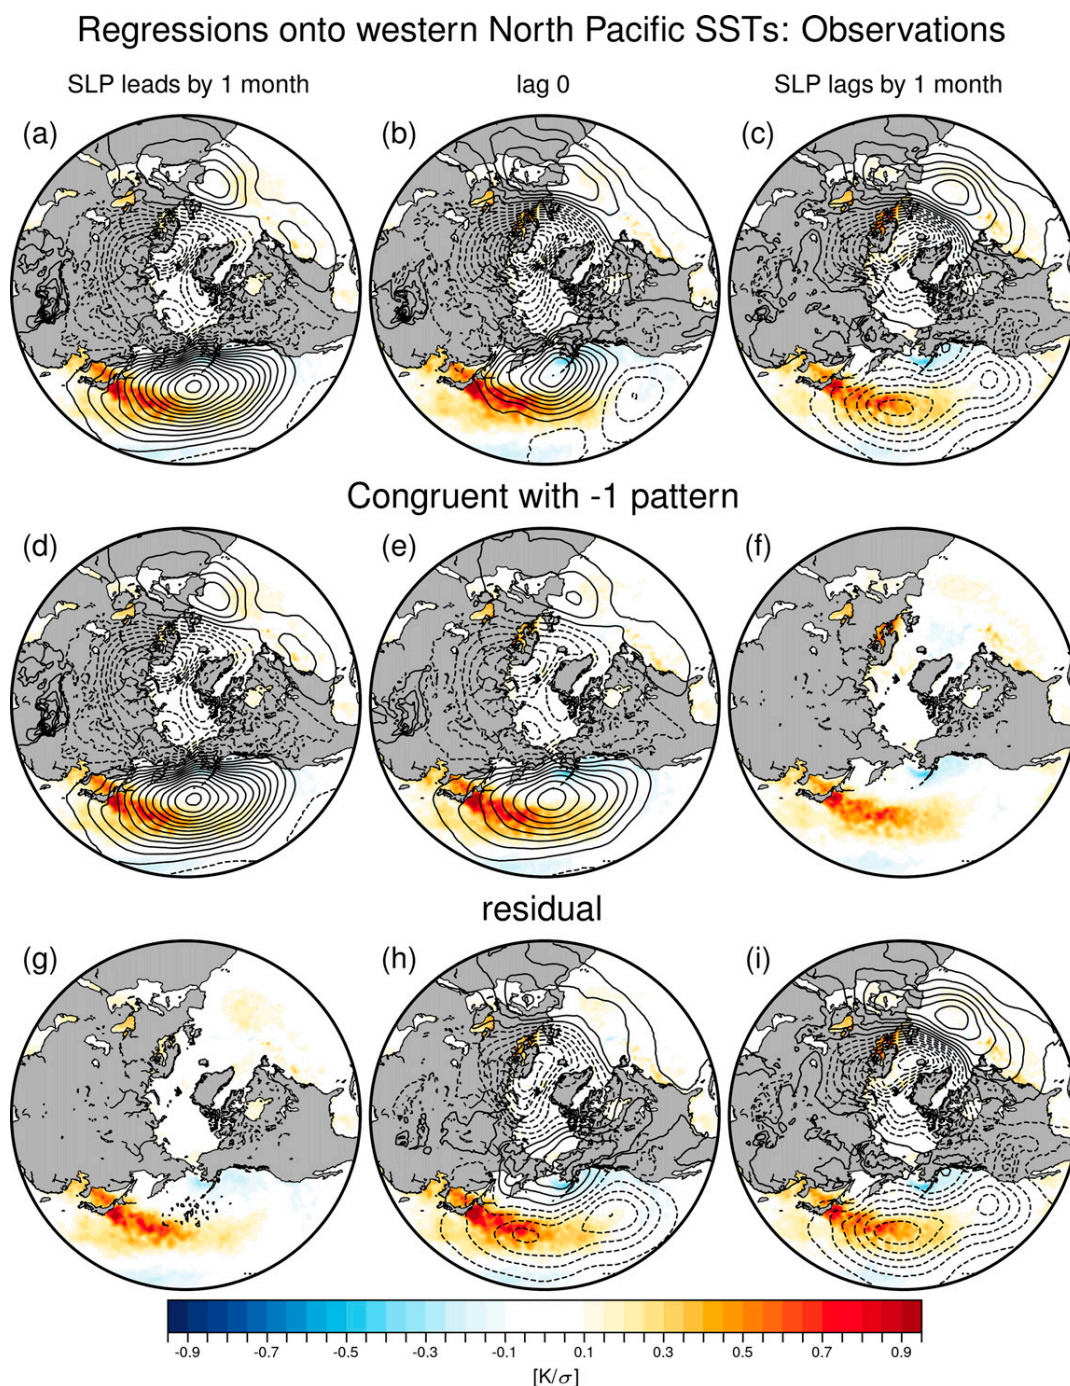 Regressions onto western North Pacific SSTs: Observations
SLP leads by 1 month
lag 0
SLP lags by 1 month
(a)
(b)
(c)
Congruent with -1 pattern
(d)
(e)
(f)
residual
(g)
(h)
(i)
-0.9 -0.7 -0.5 -0.3 -0.1 0.1 0.3 0.5 0.7 0.9
[K/σ]